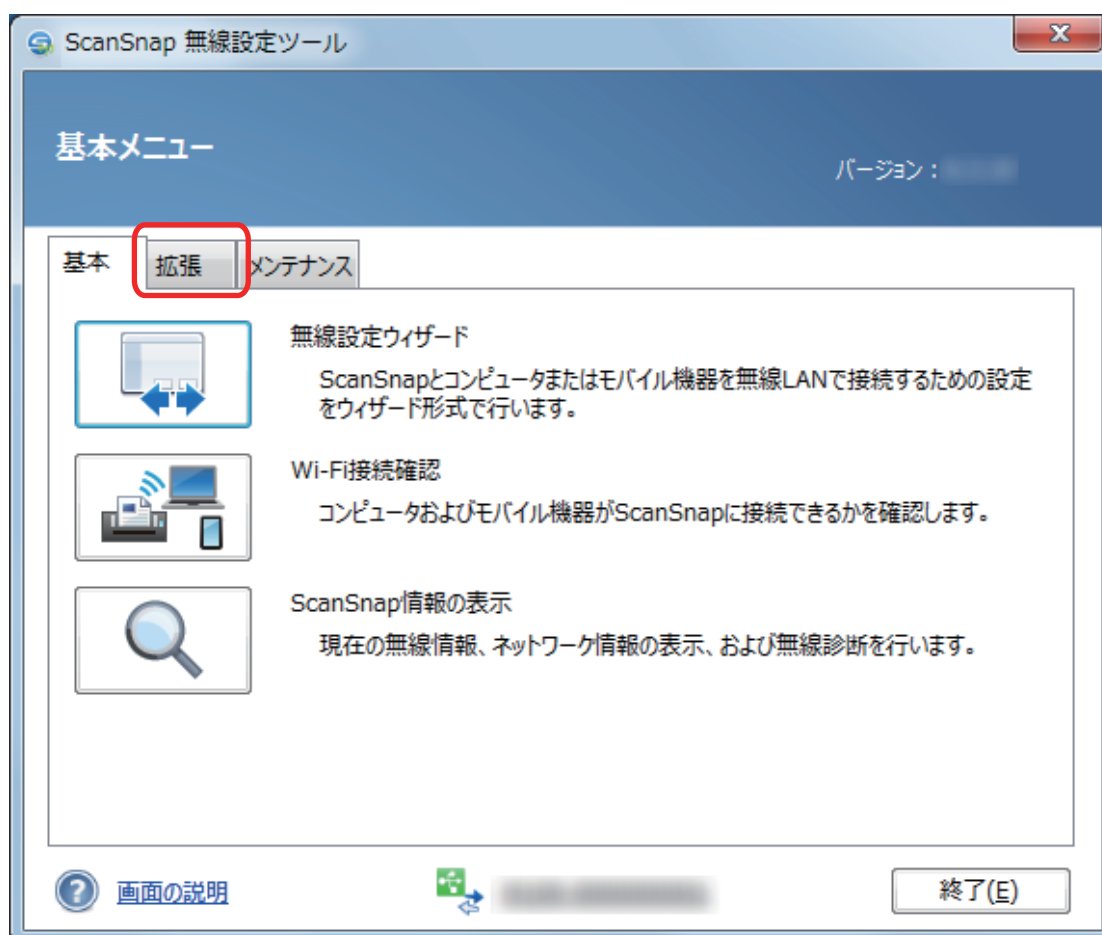 ScanSnap 無線設定ツール
基本メニュー
バージョン：
基本 拡張 メンテナンス
無線設定ウィザード
ScanSnapとコンピュータまたはモバイル機器を無線LANで接続するための設定
をウィザード形式で行います。
Wi-Fi接続確認
コンピュータおよびモバイル機器がScanSnapに接続できるかを確認します。
ScanSnap情報の表示
現在の無線情報、ネットワーク情報の表示、および無線診断を行います。
画面の説明
終了(E)